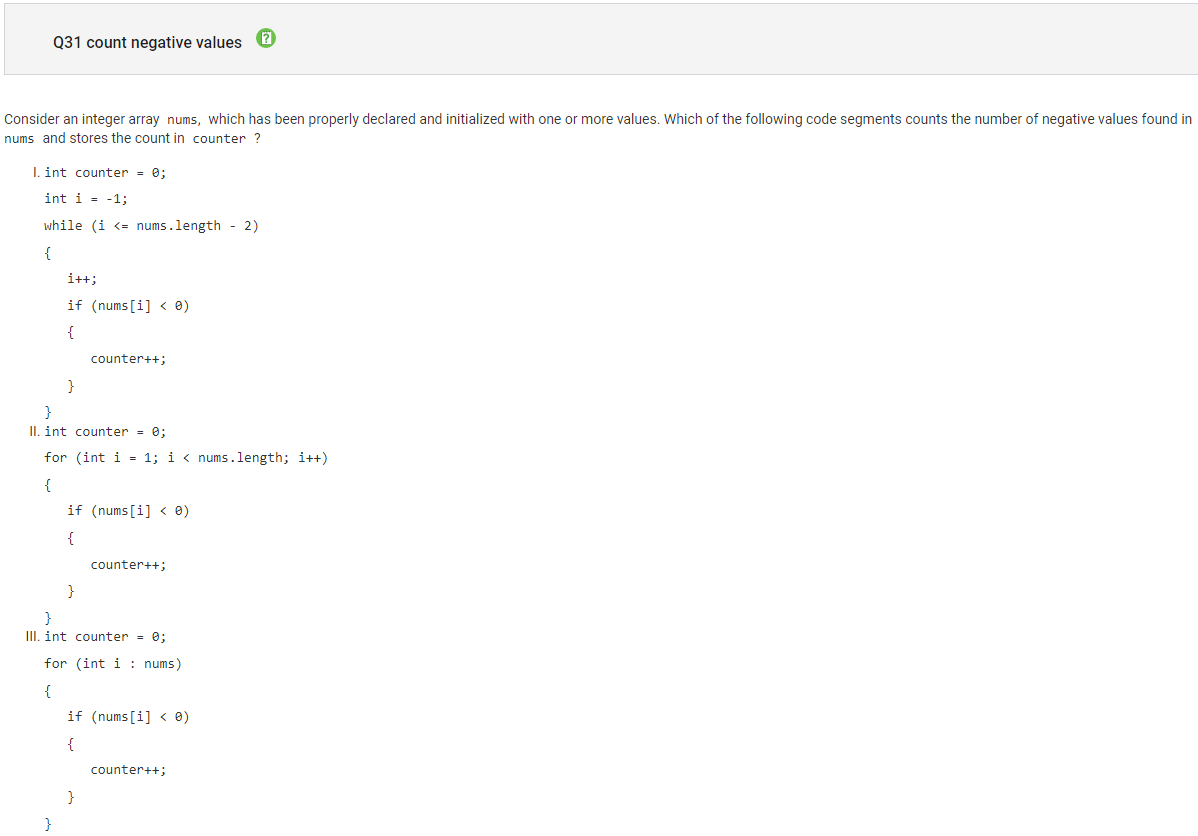 Q31 count negative values
Consider an integer array nums, which has been properly declared and initialized with one or more values. Which of the following code segments counts the number of negative values found in
nums and stores the count in counter ?
I. int counter = 0;
int i = -1;
while (i <= nums.length - 2)
{
i++;
if (nums[i] < 0)
{
counter++;
}
}
II. int counter = 0;
for (int i = 1; i < nums.length; i++)
{
if (nums[i] < 0)
{
counter++;
}
}
III. int counter = 0;
for (int i : nums)
{
if (nums[i] < 0)
{
counter++;
}
}